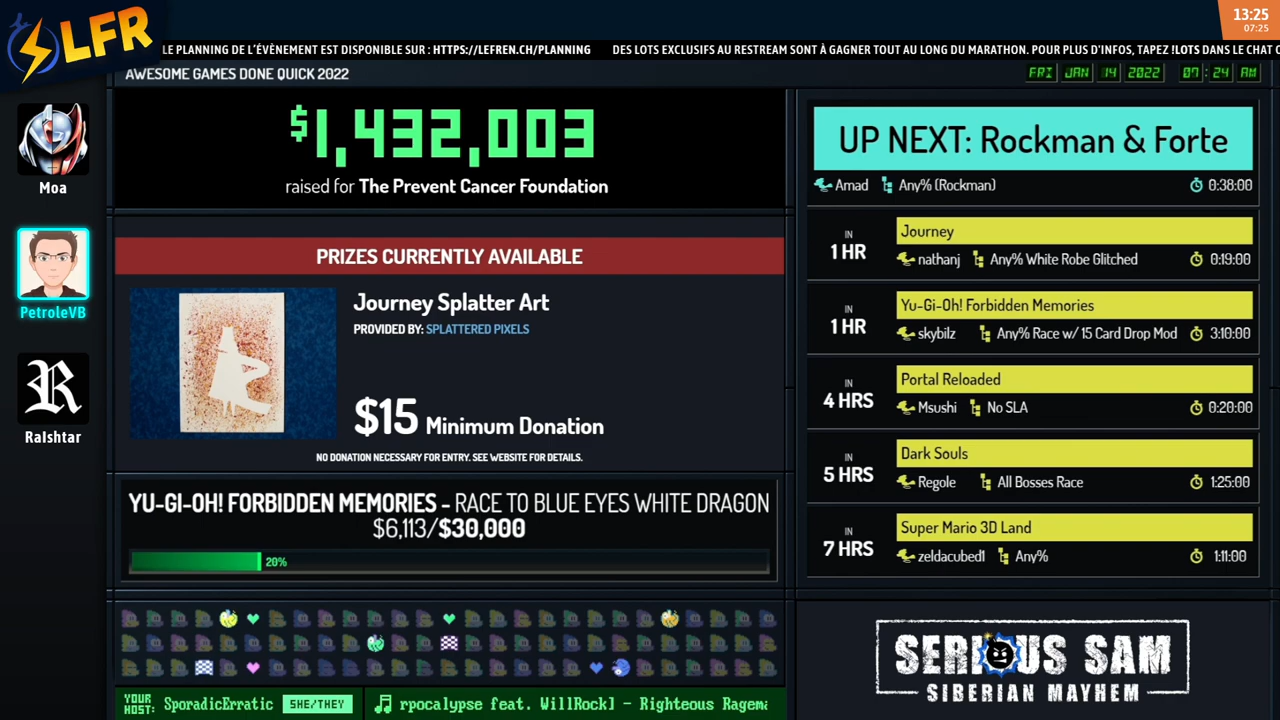 LFR
13:25
07:25
LE PLANNING DE L'ÉVÈNEMENT EST DISPONIBLE SUR : HTTPS://LEFREN.CH/PLANNING DES LOTS EXCLUSIFS AU RESTREAM SONT À GAGNER TOUT AU LONG DU MARATHON. POUR PLUS D'INFOS, TAPEZ !LOTS DANS LE CHAT
AWESOME GAMES DONE QUICK 2022
FRI JAN 14 2022 07:24 AM
Moa
PetroleVB
Ralshtar
$1,432,003
raised for The Prevent Cancer Foundation
PRIZES CURRENTLY AVAILABLE
Journey Splatter Art
PROVIDED BY: SPLATTERED PIXELS
$15 Minimum Donation
NO DONATION NECESSARY FOR ENTRY. SEE WEBSITE FOR DETAILS.
YU-GI-OH! FORBIDDEN MEMORIES - RACE TO BLUE EYES WHITE DRAGON
$6,113/$30,000
20%
YOUR HOST: SporadicErratic SHE/THEY
rpocalypse feat. WillRock] - Righteous Ragema
UP NEXT: Rockman & Forte
Amad Any% (Rockman) 0:38:00
IN 1 HR
Journey
nathanj Any% White Robe Glitched 0:19:00
IN 1 HR
Yu-Gi-Oh! Forbidden Memories
skybilz Any% Race w/ 15 Card Drop Mod 3:10:00
IN 4 HRS
Portal Reloaded
Msushi No SLA 0:20:00
IN 5 HRS
Dark Souls
Regole All Bosses Race 1:25:00
IN 7 HRS
Super Mario 3D Land
zeldacubed1 Any% 1:11:00
SERIOUS SAM
SIBERIAN MAYHEM